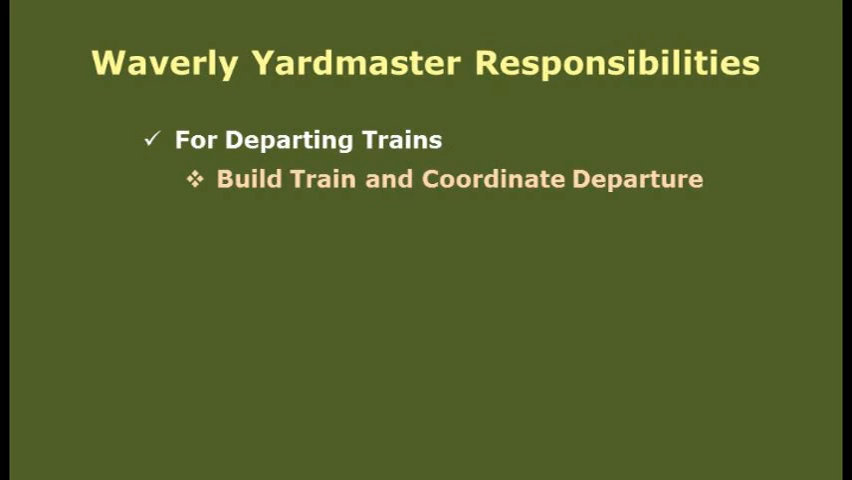 Waverly Yardmaster Responsibilities
✓ For Departing Trains
❖ Build Train and Coordinate Departure